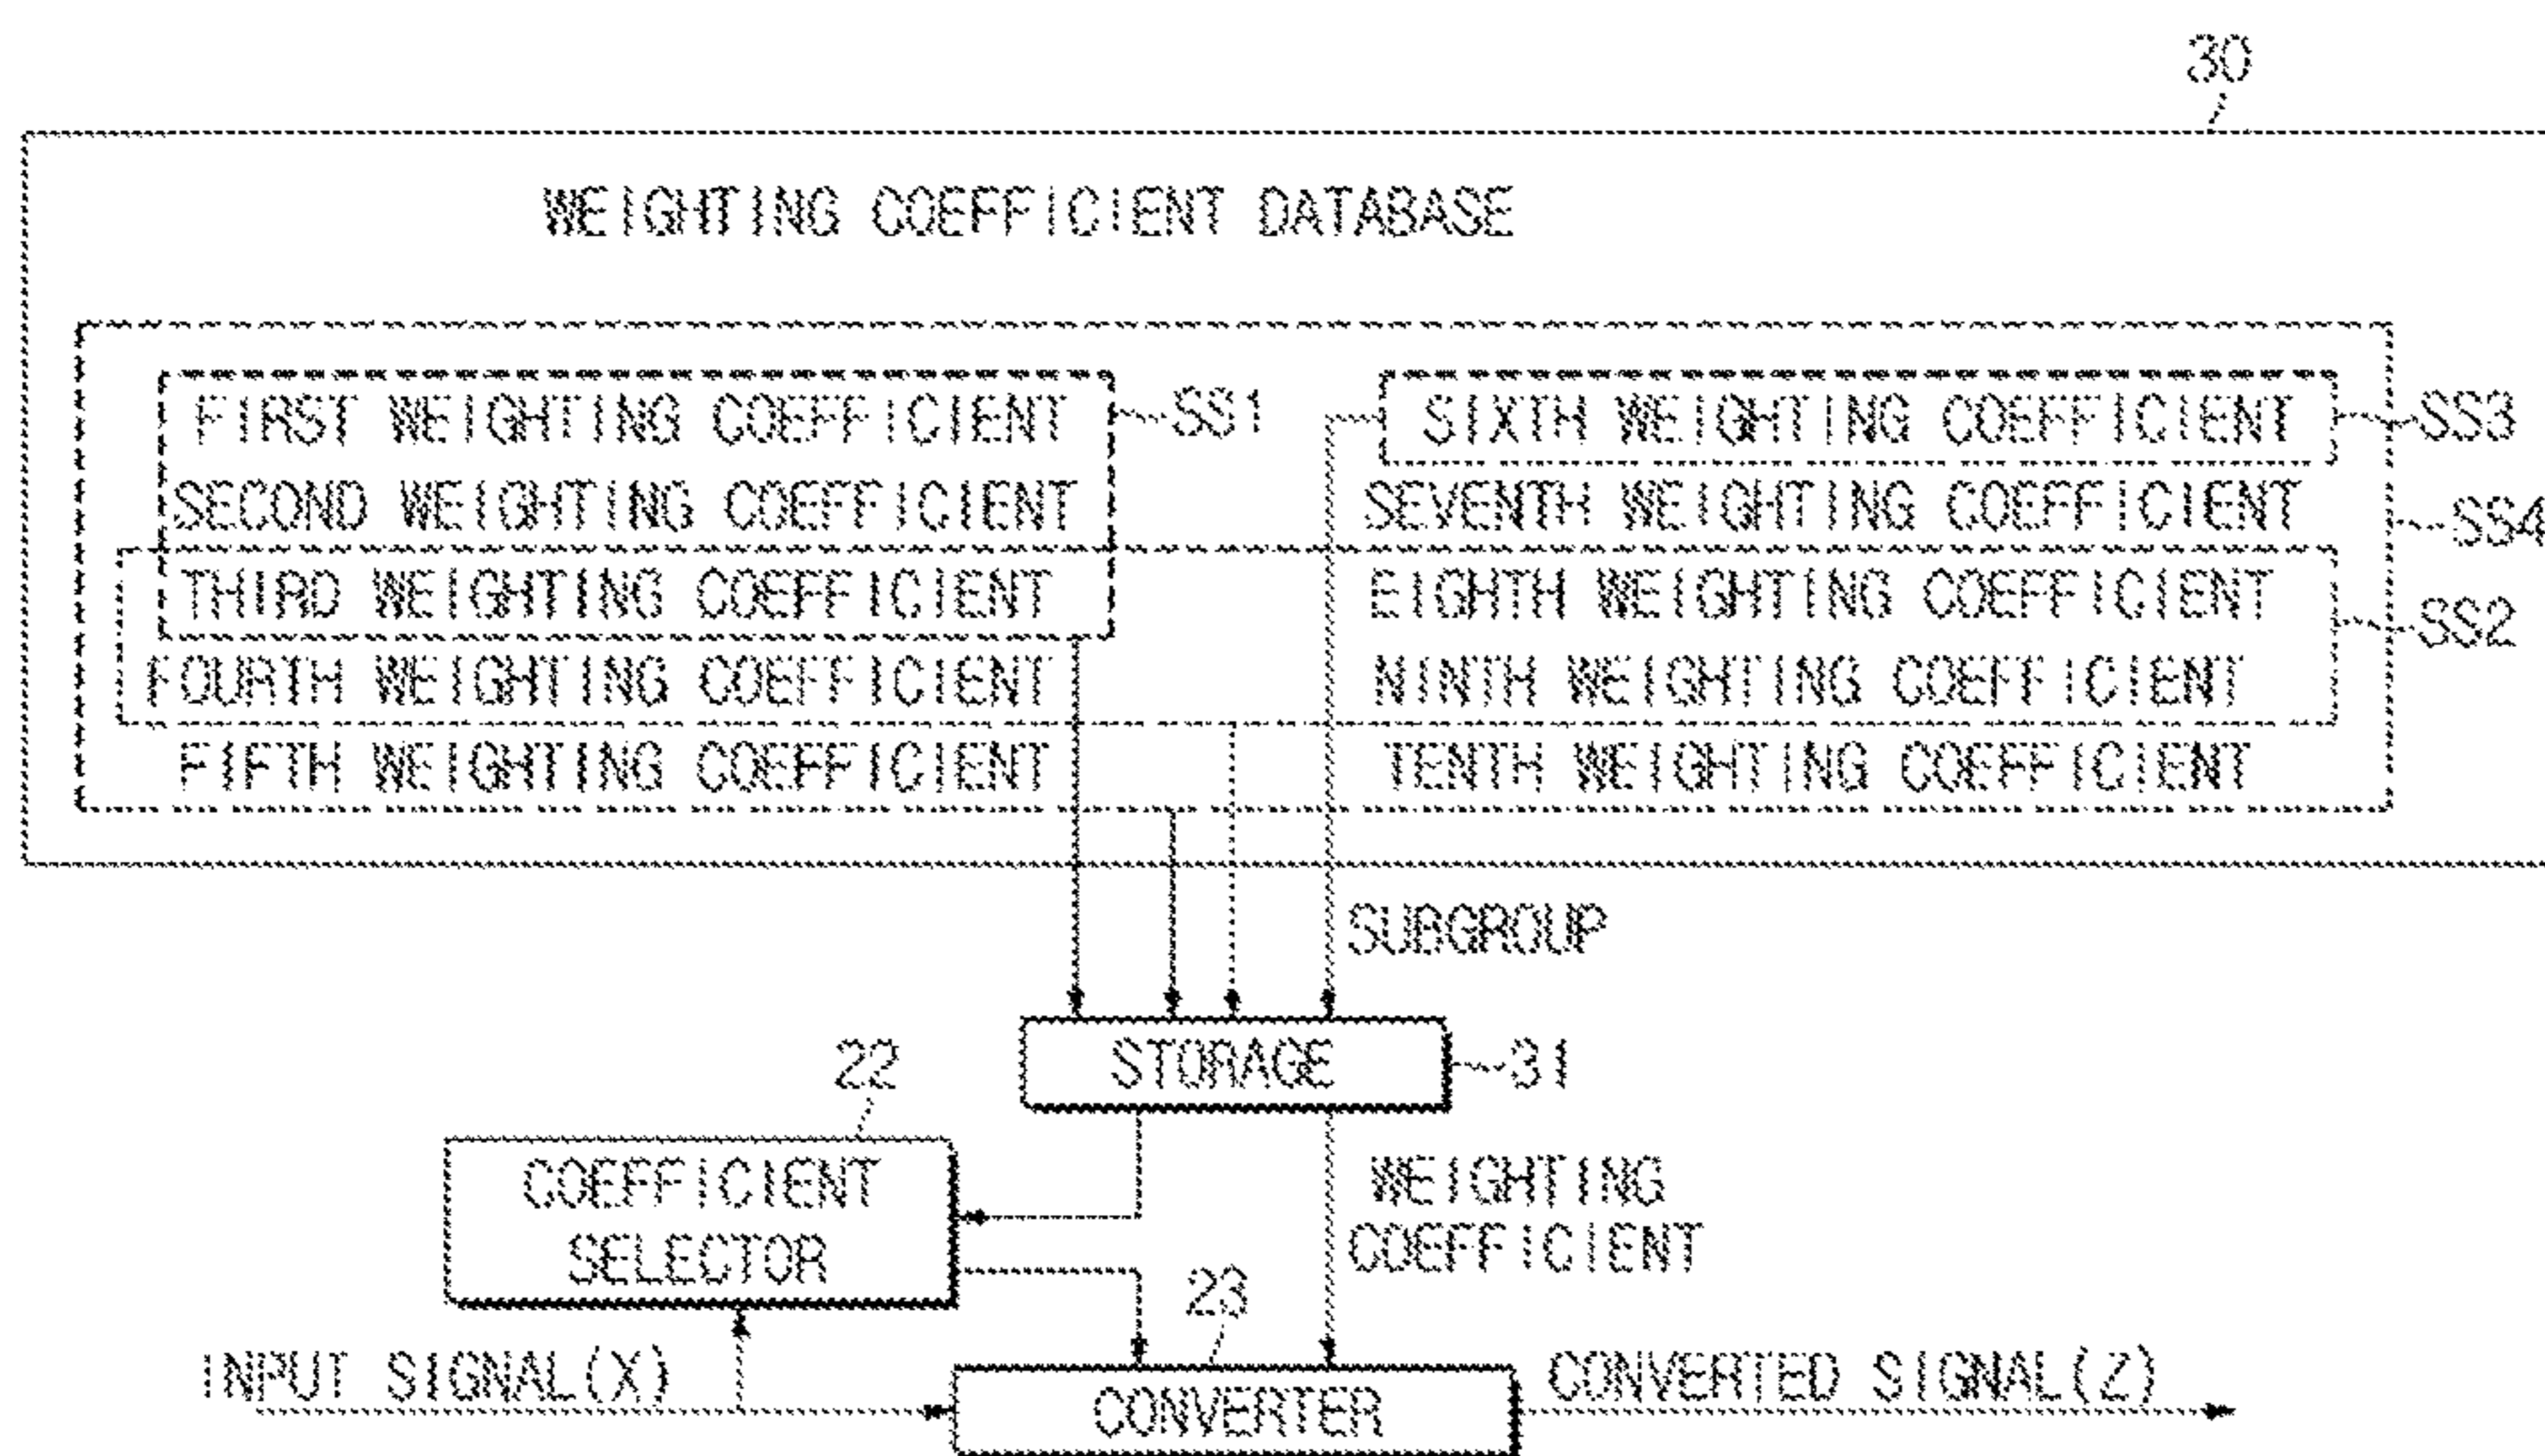 30
WEIGHTING COEFFICIENT DATABASE
FIRST WEIGHTING COEFFICIENT
SS1
SECOND WEIGHTING COEFFICIENT
THIRD WEIGHTING COEFFICIENT
FOURTH WEIGHTING COEFFICIENT
FIFTH WEIGHTING COEFFICIENT
SIXTH WEIGHTING COEFFICIENT
SS3
SEVENTH WEIGHTING COEFFICIENT
SS4
EIGHTH WEIGHTING COEFFICIENT
SS2
NINTH WEIGHTING COEFFICIENT
TENTH WEIGHTING COEFFICIENT
SUBGROUP
STORAGE
31
22
COEFFICIENT
SELECTOR
WEIGHTING
COEFFICIENT
23
INPUT SIGNAL(X)
CONVERTER
CONVERTED SIGNAL(Z)